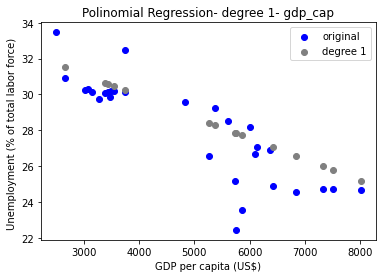 Polinomial Regression- degree 1- gdp_cap
34
32
30
28
26
24
22
3000 4000 5000 6000 7000 8000
Unemployment (% of total labor force)
GDP per capita (US$)
original
degree 1